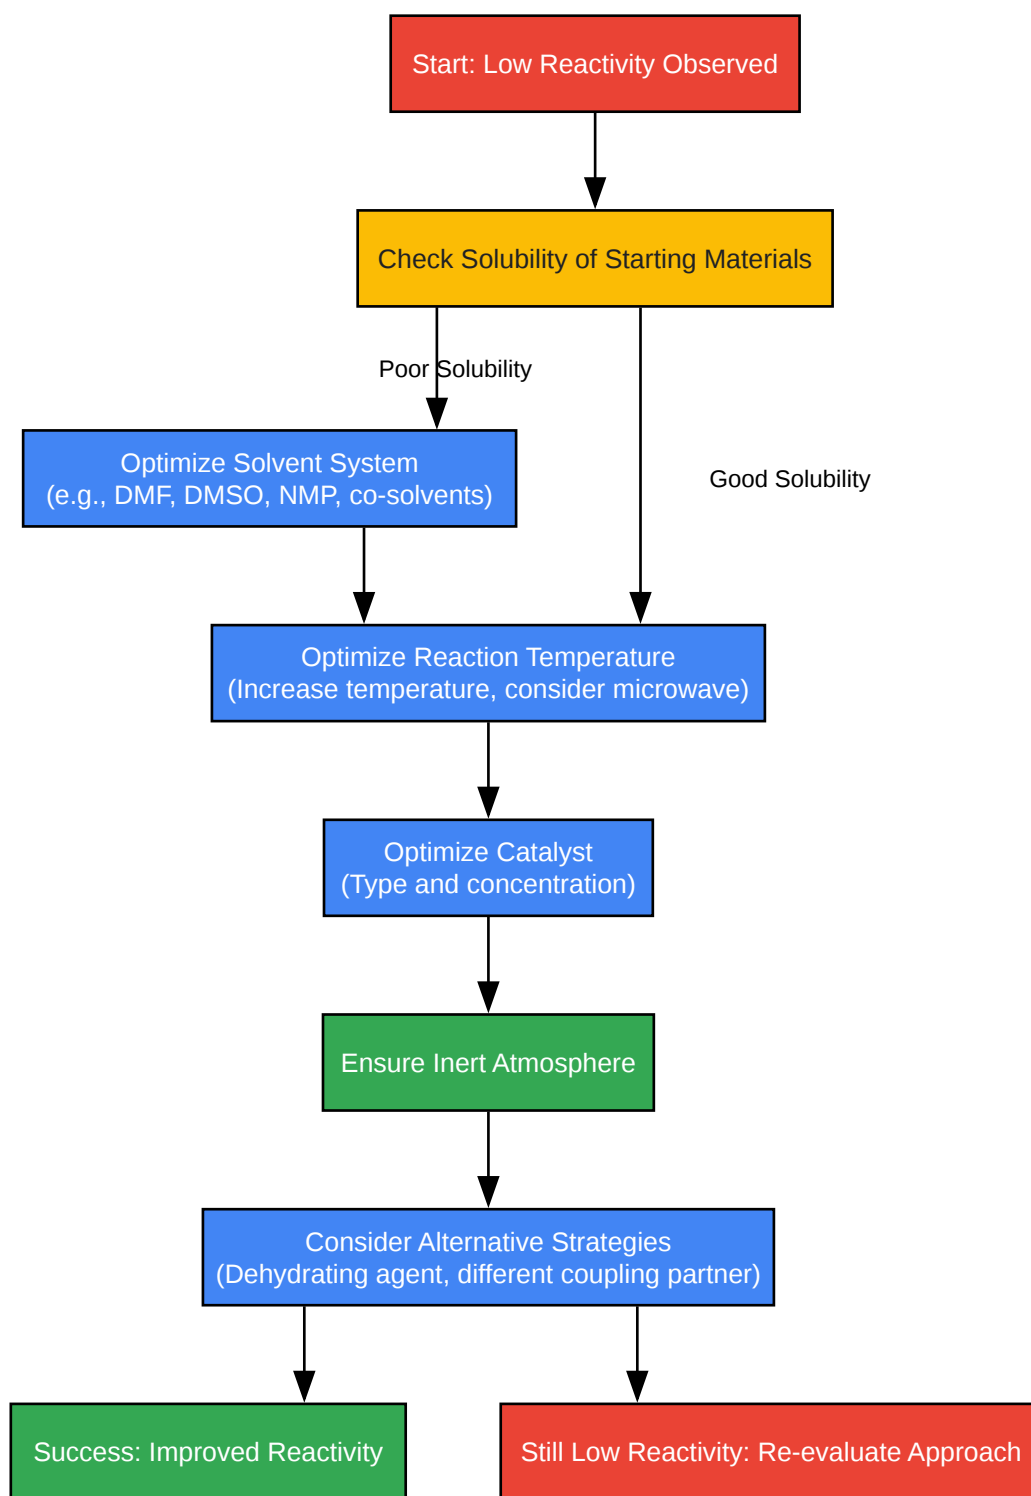 Start: Low Reactivity Observed
Check Solubility of Starting Materials
Poor Solubility
Optimize Solvent System
(e.g., DMF, DMSO, NMP, co-solvents)
Good Solubility
Optimize Reaction Temperature
(Increase temperature, consider microwave)
Optimize Catalyst
(Type and concentration)
Ensure Inert Atmosphere
Consider Alternative Strategies
(Dehydrating agent, different coupling partner)
Success: Improved Reactivity
Still Low Reactivity: Re-evaluate Approach